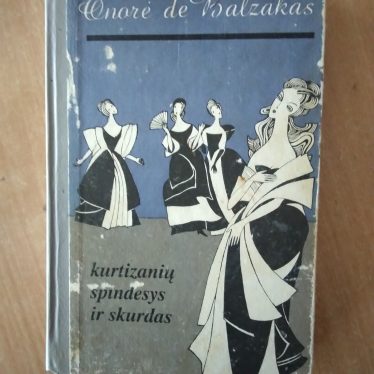 Onorė de Balzakas
kurtizanių
spindesys
ir skurdas